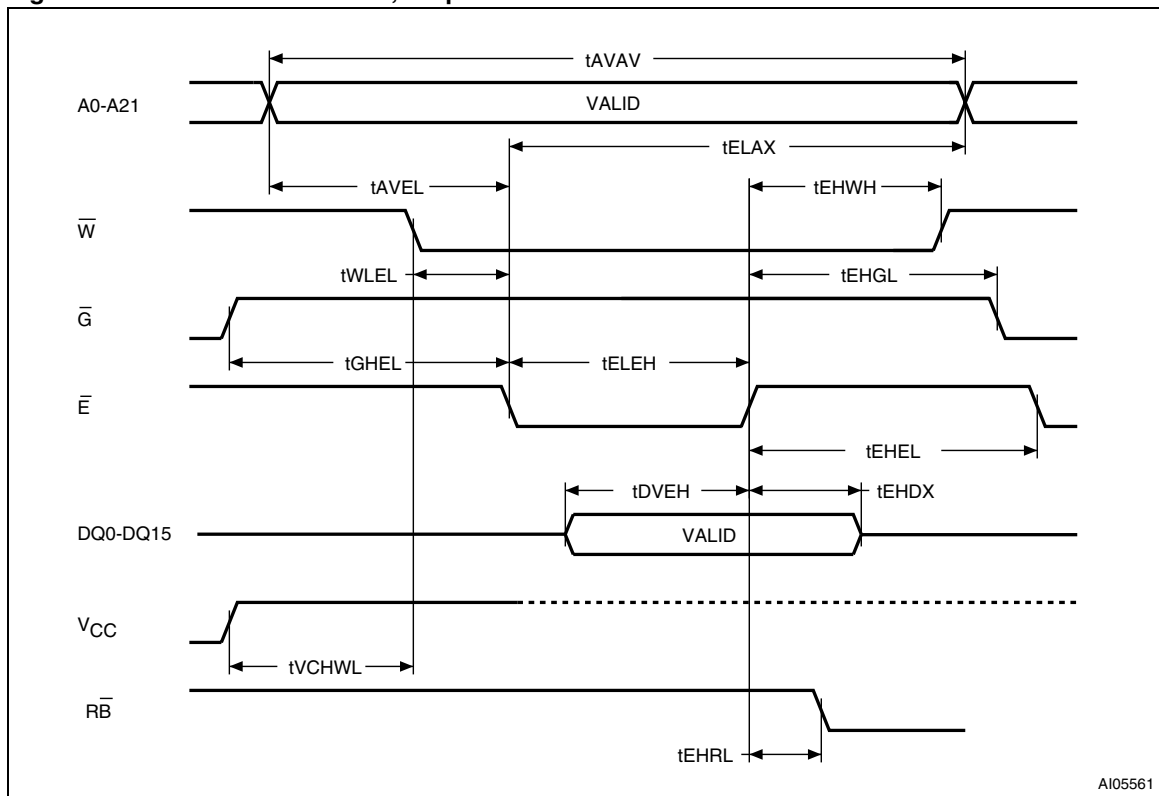 tAVAV
A0-A21
VALID
tELAX
tAVEL
tEHWH
W̅
tWLEL
tEHGL
G̅
tGHEL
tELEH
E̅
tEHEL
tDVEH
tEHDX
DQ0-DQ15
VALID
VCC
tVCHWL
RB̅
tEHRL
AI05561